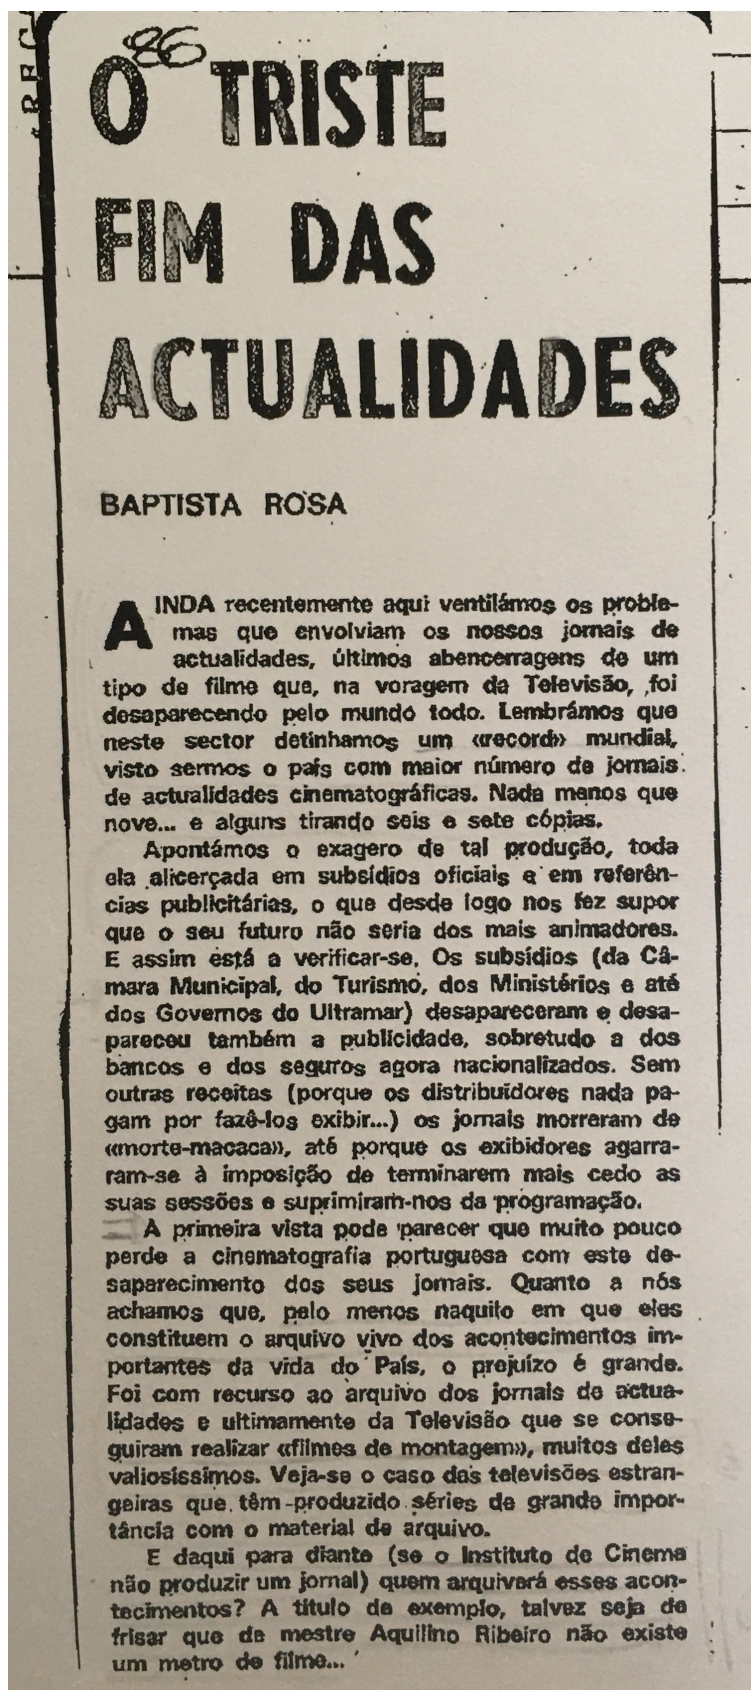 86
«REC
O TRISTE
FIM DAS
ACTUALIDADES
BAPTISTA ROSA
AINDA recentemente aqui ventilámos os proble-
mas que envolviam os nossos jornais de
actualidades, últimos abencerragens de um
tipo de filme que, na voragem da Televisão, foi
desaparecendo pelo mundo todo. Lembrámos que
neste sector detinhamos um «record» mundial,
visto sermos o país com maior número de jornais
de actualidades cinematográficas. Nada menos que
nove... e alguns tirando seis e sete cópias.
Apontámos o exagero de tal produção, toda
ela alicerçada em subsídios oficiais e em referên-
cias publicitárias, o que desde logo nos fez supor
que o seu futuro não seria dos mais animadores.
E assim está a verificar-se. Os subsídios (da Câ-
mara Municipal, do Turismo, dos Ministérios e até
dos Governos do Ultramar) desapareceram e desa-
pareceu também a publicidade, sobretudo a dos
bancos e dos seguros agora nacionalizados. Sem
outras receitas (porque os distribuidores nada pa-
gam por fazê-los exibir...) os jornais morreram de
«morte-macaca», até porque os exibidores agarra-
ram-se à imposição de terminarem mais cedo as
suas sessões e suprimiram-nos da programação.
A primeira vista pode parecer que muito pouco
perde a cinematografia portuguesa com este de-
saparecimento dos seus jornais. Quanto a nós
achamos que, pelo menos naquilo em que eles
constituem o arquivo vivo dos acontecimentos im-
portantes da vida do País, o prejuízo é grande.
Foi com recurso ao arquivo dos jornais de actua-
lidades e ultimamente da Televisão que se conse-
guiram realizar «filmes de montagem», muitos deles
valiosíssimos. Veja-se o caso das televisões estran-
geiras que têm produzido séries de grande impor-
tância com o material de arquivo.
E daqui para diante (se o Instituto de Cinema
não produzir um jornal) quem arquivará esses acon-
tecimentos? A título de exemplo, talvez seja de
frisar que de mestre Aquilino Ribeiro não existe
um metro de filme...